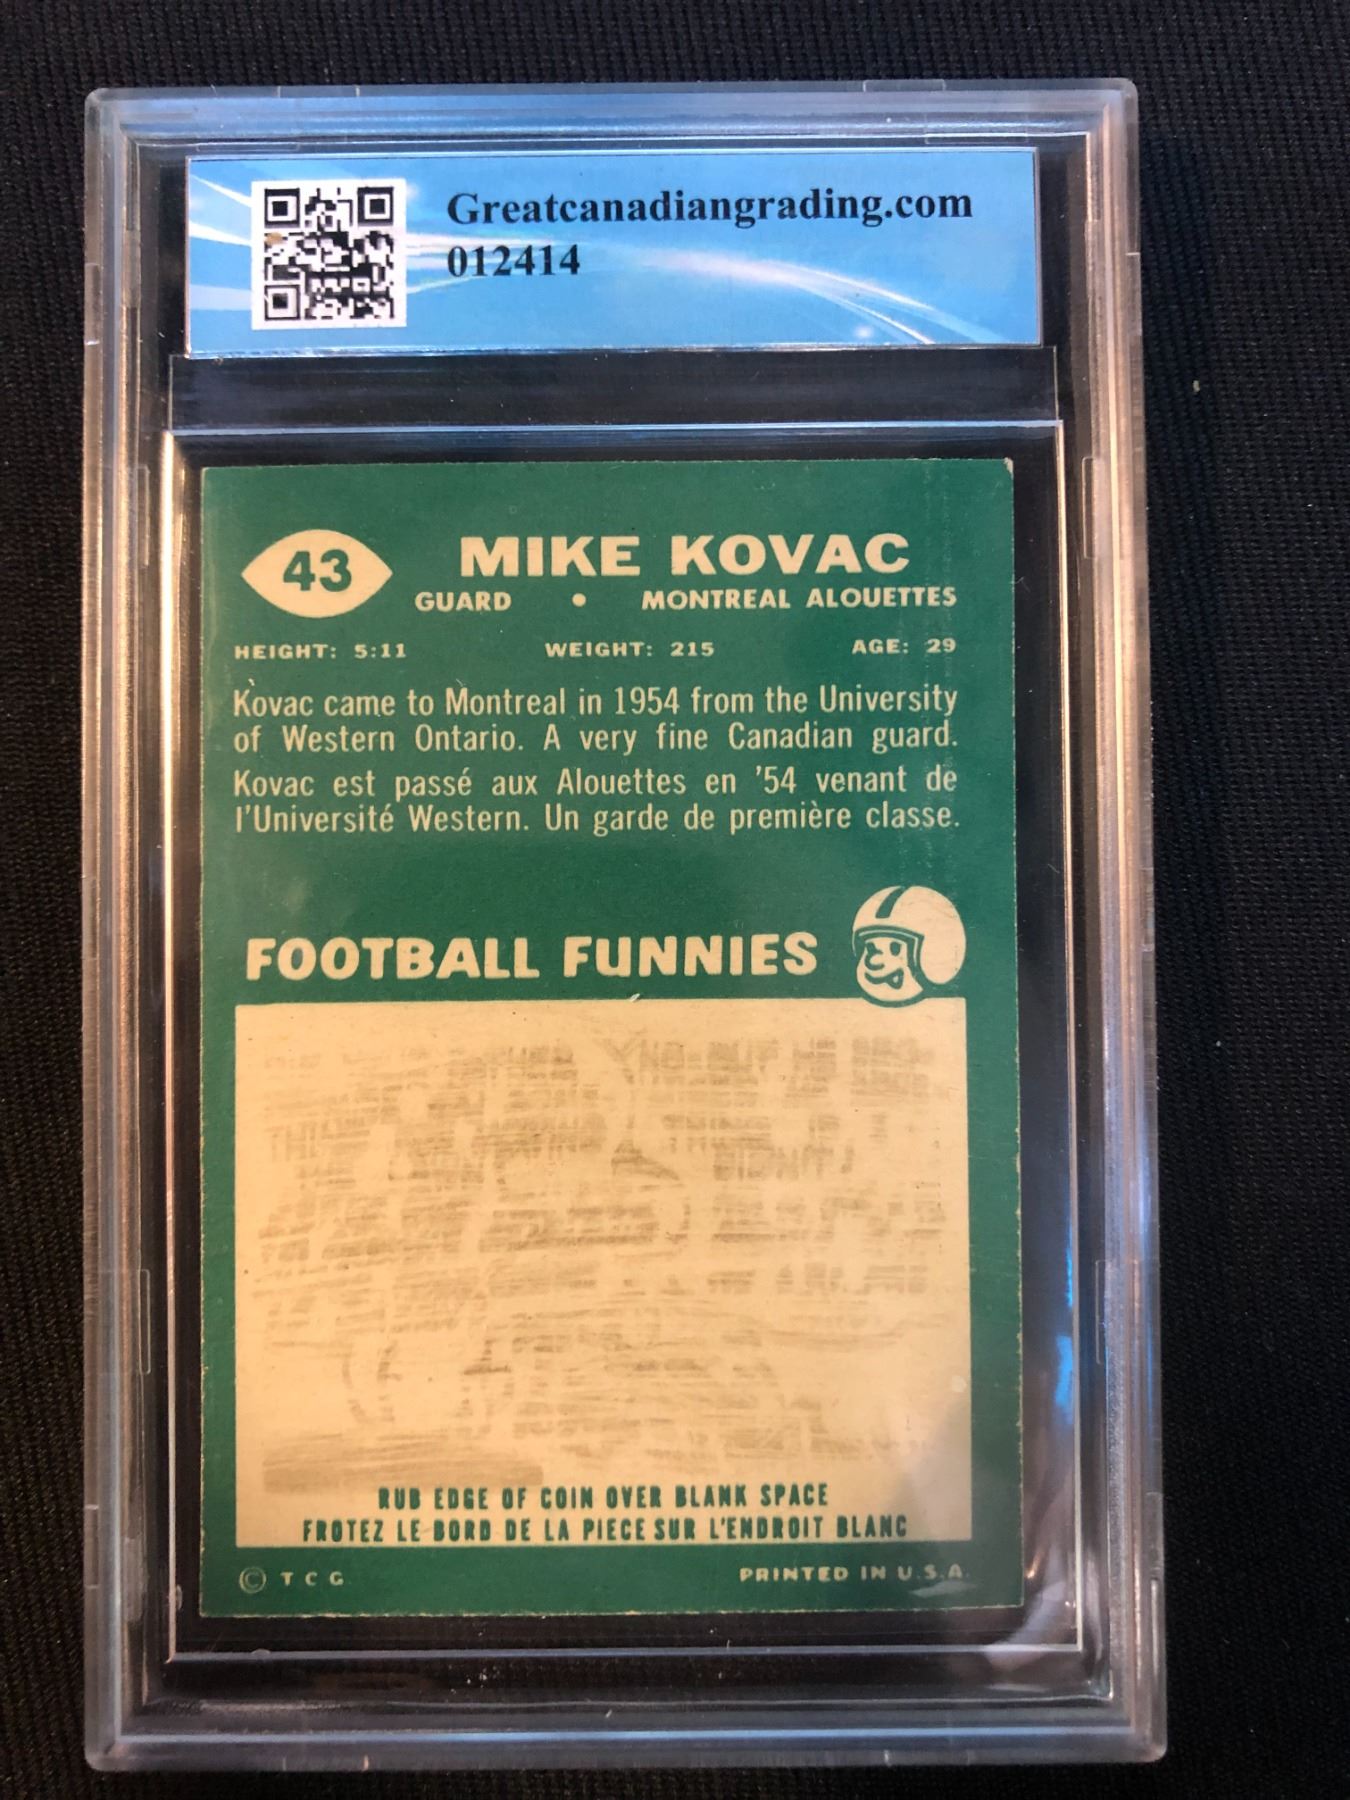 Greatcanadiangrading.com
012414
43
MIKE KOVAC
GUARD • MONTREAL ALOUETTES
HEIGHT: 5:11 WEIGHT: 215 AGE: 29
Kovac came to Montreal in 1954 from the University
of Western Ontario. A very fine Canadian guard.
Kovac est passé aux Alouettes en '54 venant de
l'Université Western. Un garde de première classe.
FOOTBALL FUNNIES
RUB EDGE OF COIN OVER BLANK SPACE
FROTEZ LE BORD DE LA PIECE SUR L'ENDROIT BLANC
© T C G
PRINTED IN U.S.A.